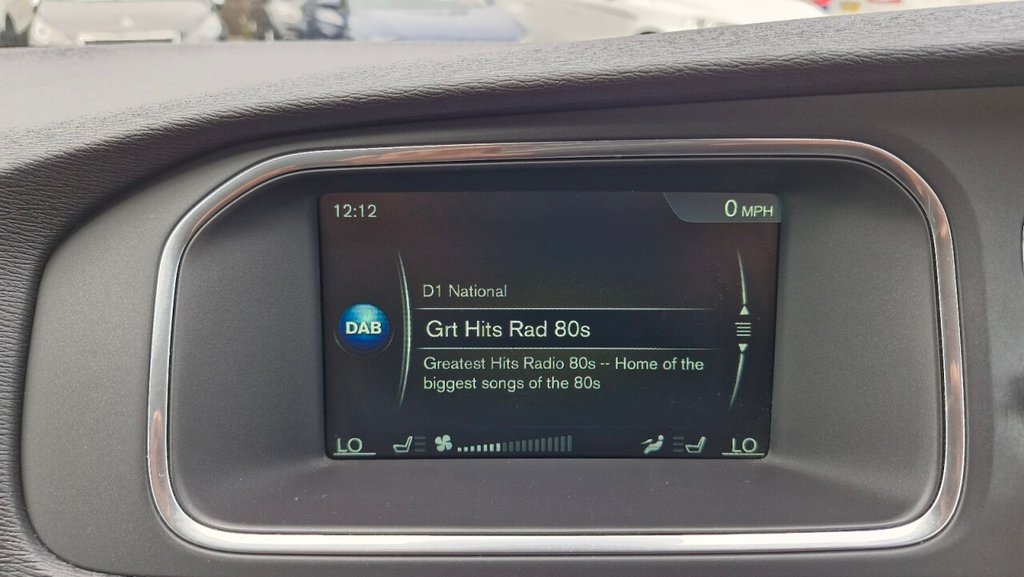 12:12
0 MPH
D1 National
DAB
Grt Hits Rad 80s
Greatest Hits Radio 80s -- Home of the
biggest songs of the 80s
LO
LO